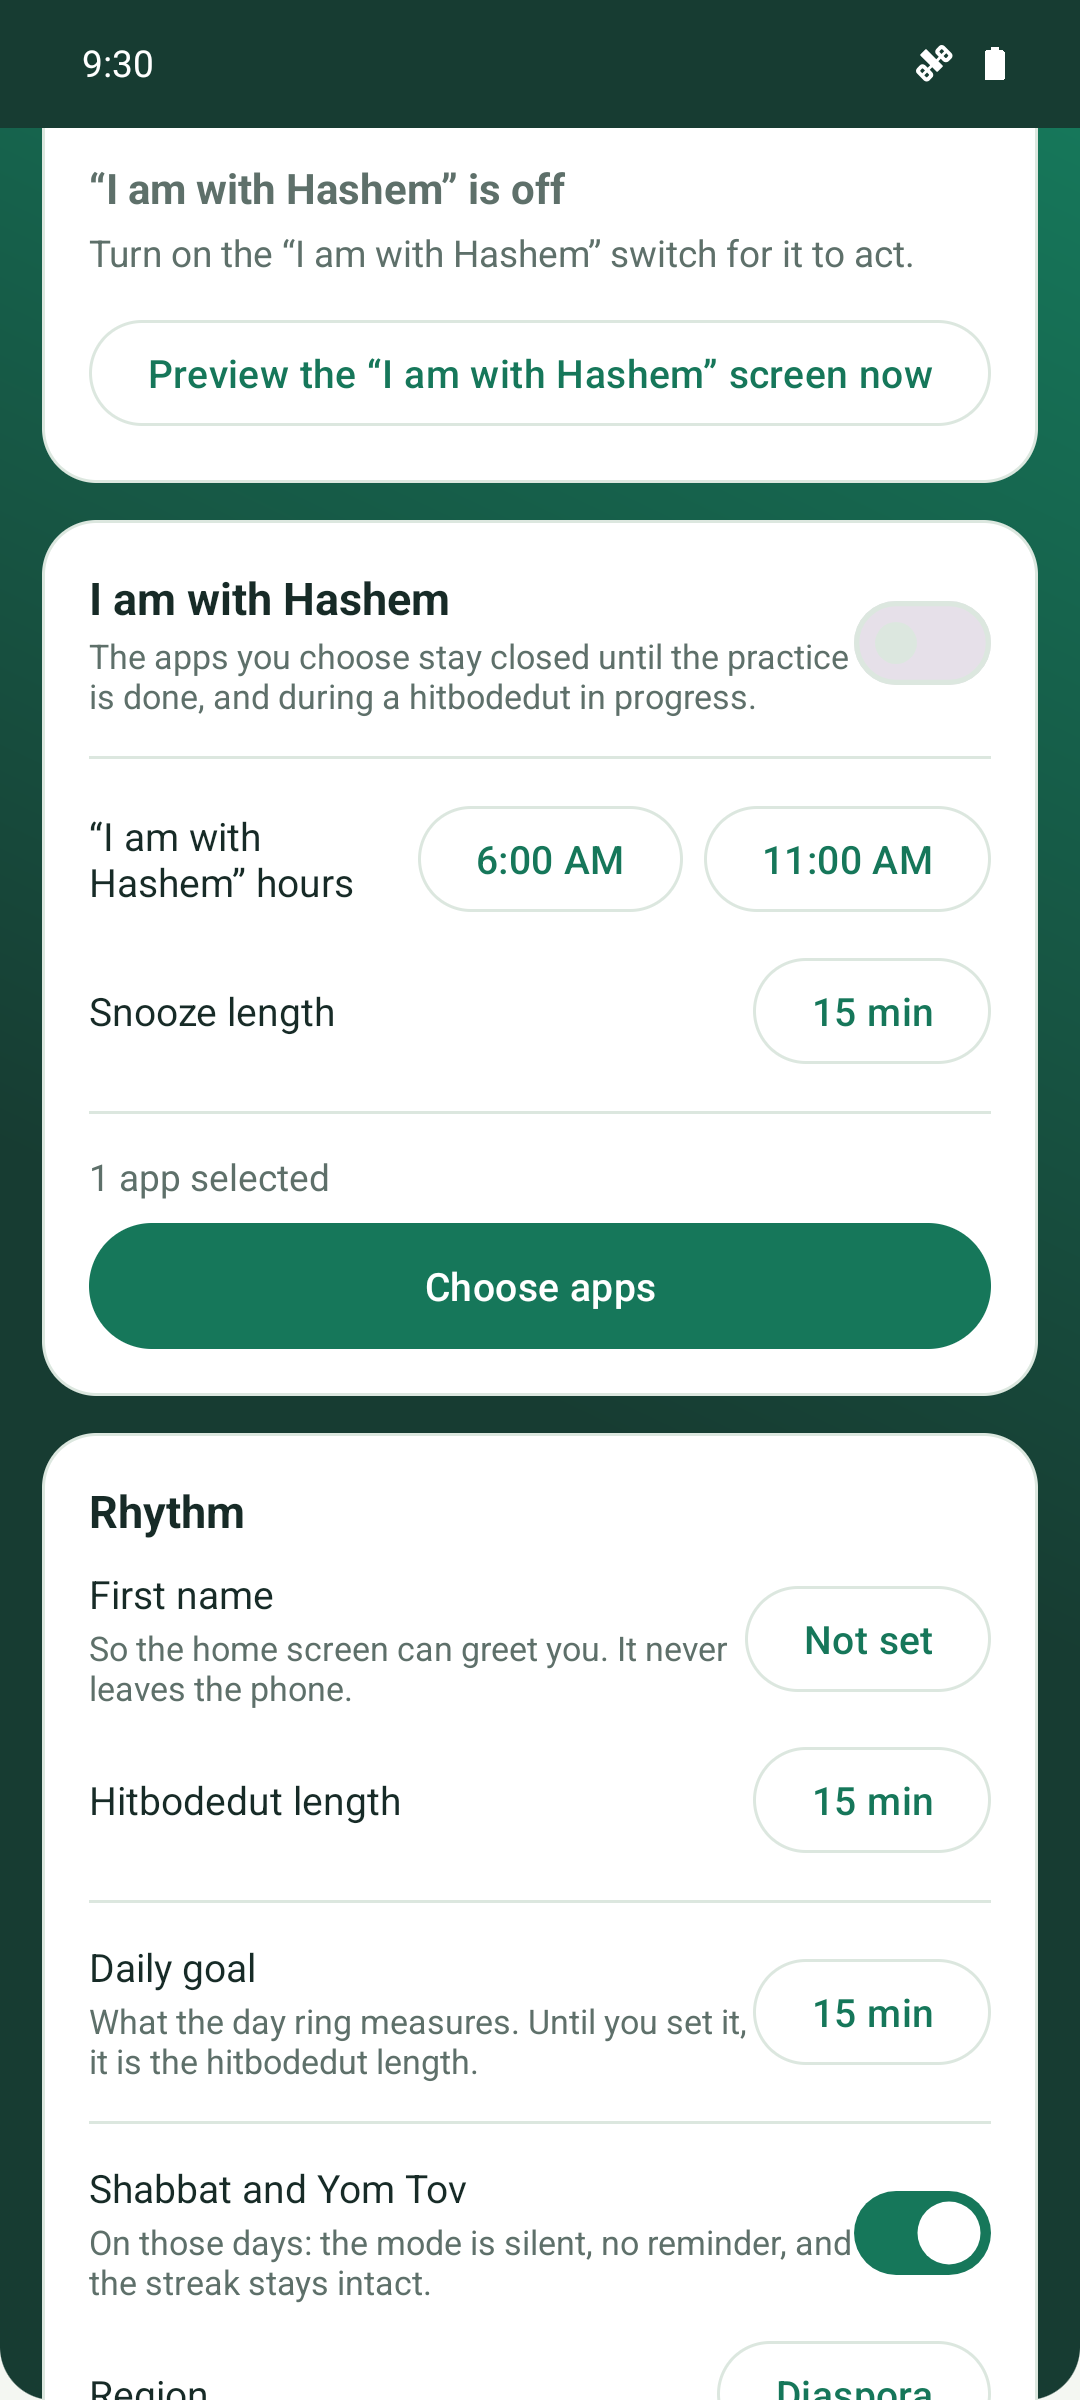 9:30
“I am with Hashem” is off
Turn on the “I am with Hashem” switch for it to act.
Preview the “I am with Hashem” screen now
I am with Hashem
The apps you choose stay closed until the practice
is done, and during a hitbodedut in progress.
“I am with
Hashem” hours
6:00 AM
11:00 AM
Snooze length
15 min
1 app selected
Choose apps
Rhythm
First name
So the home screen can greet you. It never
leaves the phone.
Not set
Hitbodedut length
15 min
Daily goal
What the day ring measures. Until you set it,
it is the hitbodedut length.
15 min
Shabbat and Yom Tov
On those days: the mode is silent, no reminder, and
the streak stays intact.
Region
Diaspora